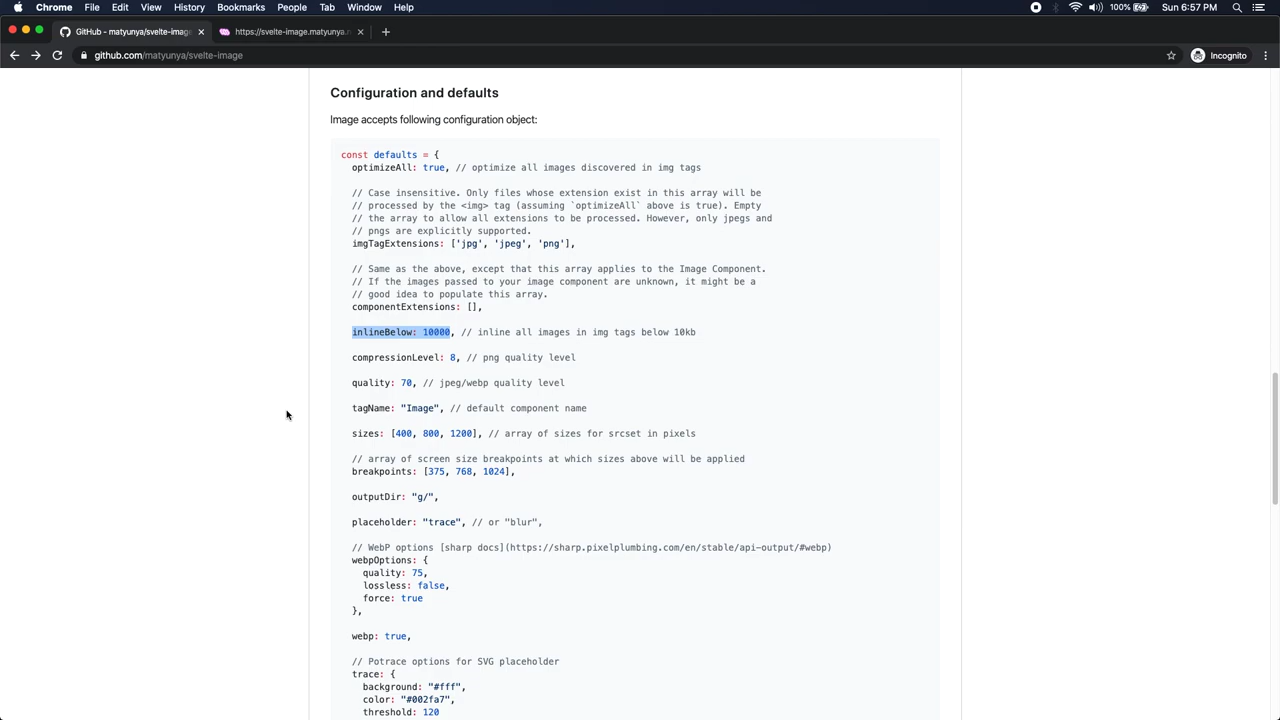 Chrome File Edit View History Bookmarks People Tab Window Help 100% Sun 6:57 PM
GitHub - matyunya/svelte-image https://svelte-image.matyunya.
github.com/matyunya/svelte-image Incognito
Configuration and defaults
Image accepts following configuration object:
const defaults = {
optimizeAll: true, // optimize all images discovered in img tags
// Case insensitive. Only files whose extension exist in this array will be
// processed by the <img> tag (assuming `optimizeAll` above is true). Empty
// the array to allow all extensions to be processed. However, only jpegs and
// pngs are explicitly supported.
imgTagExtensions: ['jpg', 'jpeg', 'png'],
// Same as the above, except that this array applies to the Image Component.
// If the images passed to your image component are unknown, it might be a
// good idea to populate this array.
componentExtensions: [],
inlineBelow: 10000, // inline all images in img tags below 10kb
compressionLevel: 8, // png quality level
quality: 70, // jpeg/webp quality level
tagName: "Image", // default component name
sizes: [400, 800, 1200], // array of sizes for srcset in pixels
// array of screen size breakpoints at which sizes above will be applied
breakpoints: [375, 768, 1024],
outputDir: "g/",
placeholder: "trace", // or "blur",
// WebP options [sharp docs](https://sharp.pixelplumbing.com/en/stable/api-output/#webp)
webpOptions: {
quality: 75,
lossless: false,
force: true
},
webp: true,
// Potrace options for SVG placeholder
trace: {
background: "#fff",
color: "#002fa7",
threshold: 120